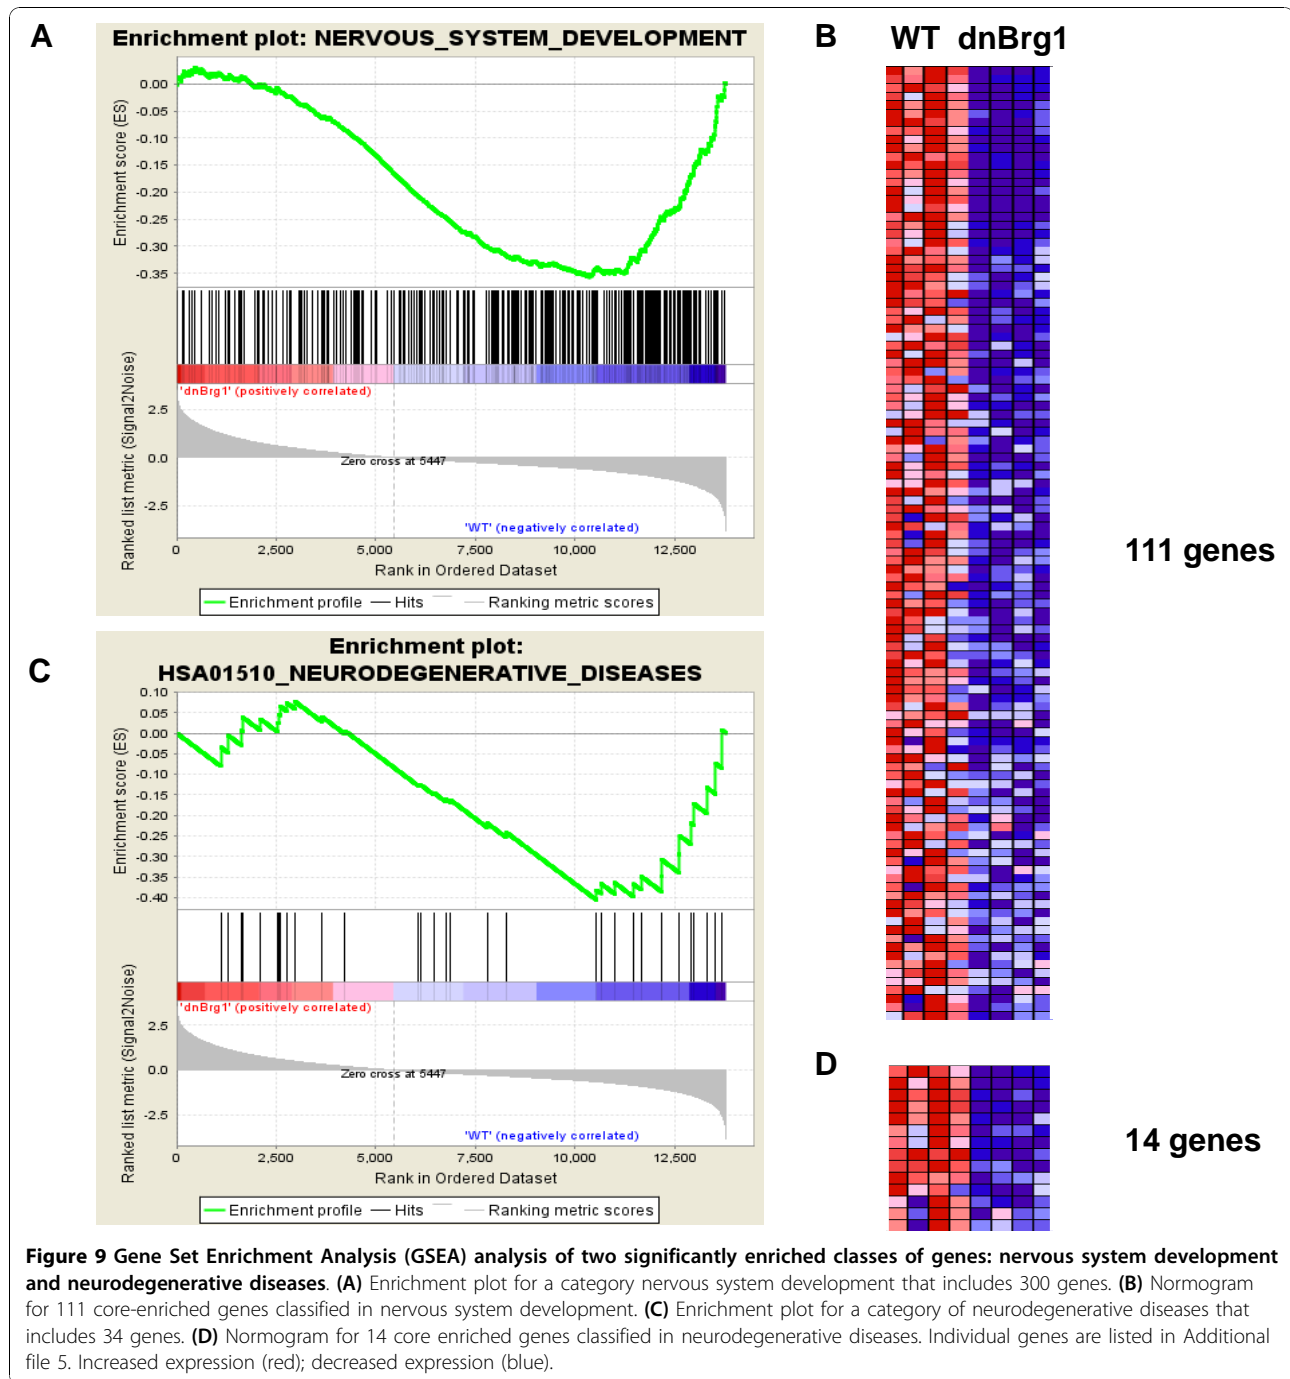 A
Enrichment plot: NERVOUS_SYSTEM_DEVELOPMENT
Enrichment score (ES)
0.00
-0.05
-0.10
-0.15
-0.20
-0.25
-0.30
-0.35
'dnBrg1' (positively correlated)
Ranked list metric (Signal2Noise)
2.5
0.0
-2.5
Zero cross at 5447
'WT' (negatively correlated)
0 2,500 5,000 7,500 10,000 12,500
Rank in Ordered Dataset
Enrichment profile Hits Ranking metric scores
B
WT dnBrg1
111 genes
C
Enrichment plot:
HSA01510_NEURODEGENERATIVE_DISEASES
Enrichment score (ES)
0.10
0.05
0.00
-0.05
-0.10
-0.15
-0.20
-0.25
-0.30
-0.35
-0.40
'dnBrg1' (positively correlated)
Ranked list metric (Signal2Noise)
2.5
0.0
-2.5
Zero cross at 5447
'WT' (negatively correlated)
0 2,500 5,000 7,500 10,000 12,500
Rank in Ordered Dataset
Enrichment profile Hits Ranking metric scores
D
14 genes
Figure 9 Gene Set Enrichment Analysis (GSEA) analysis of two significantly enriched classes of genes: nervous system development
and neurodegenerative diseases. (A) Enrichment plot for a category nervous system development that includes 300 genes. (B) Normogram
for 111 core-enriched genes classified in nervous system development. (C) Enrichment plot for a category of neurodegenerative diseases that
includes 34 genes. (D) Normogram for 14 core enriched genes classified in neurodegenerative diseases. Individual genes are listed in Additional
file 5. Increased expression (red); decreased expression (blue).